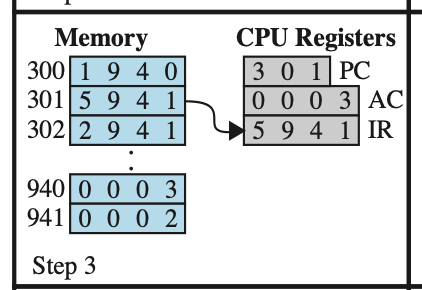 Memory CPU Registers
300 1 9 4 0 3 0 1 PC
301 5 9 4 1 0 0 0 3 AC
302 2 9 4 1 5 9 4 1 IR
940 0 0 0 3
941 0 0 0 2
Step 3